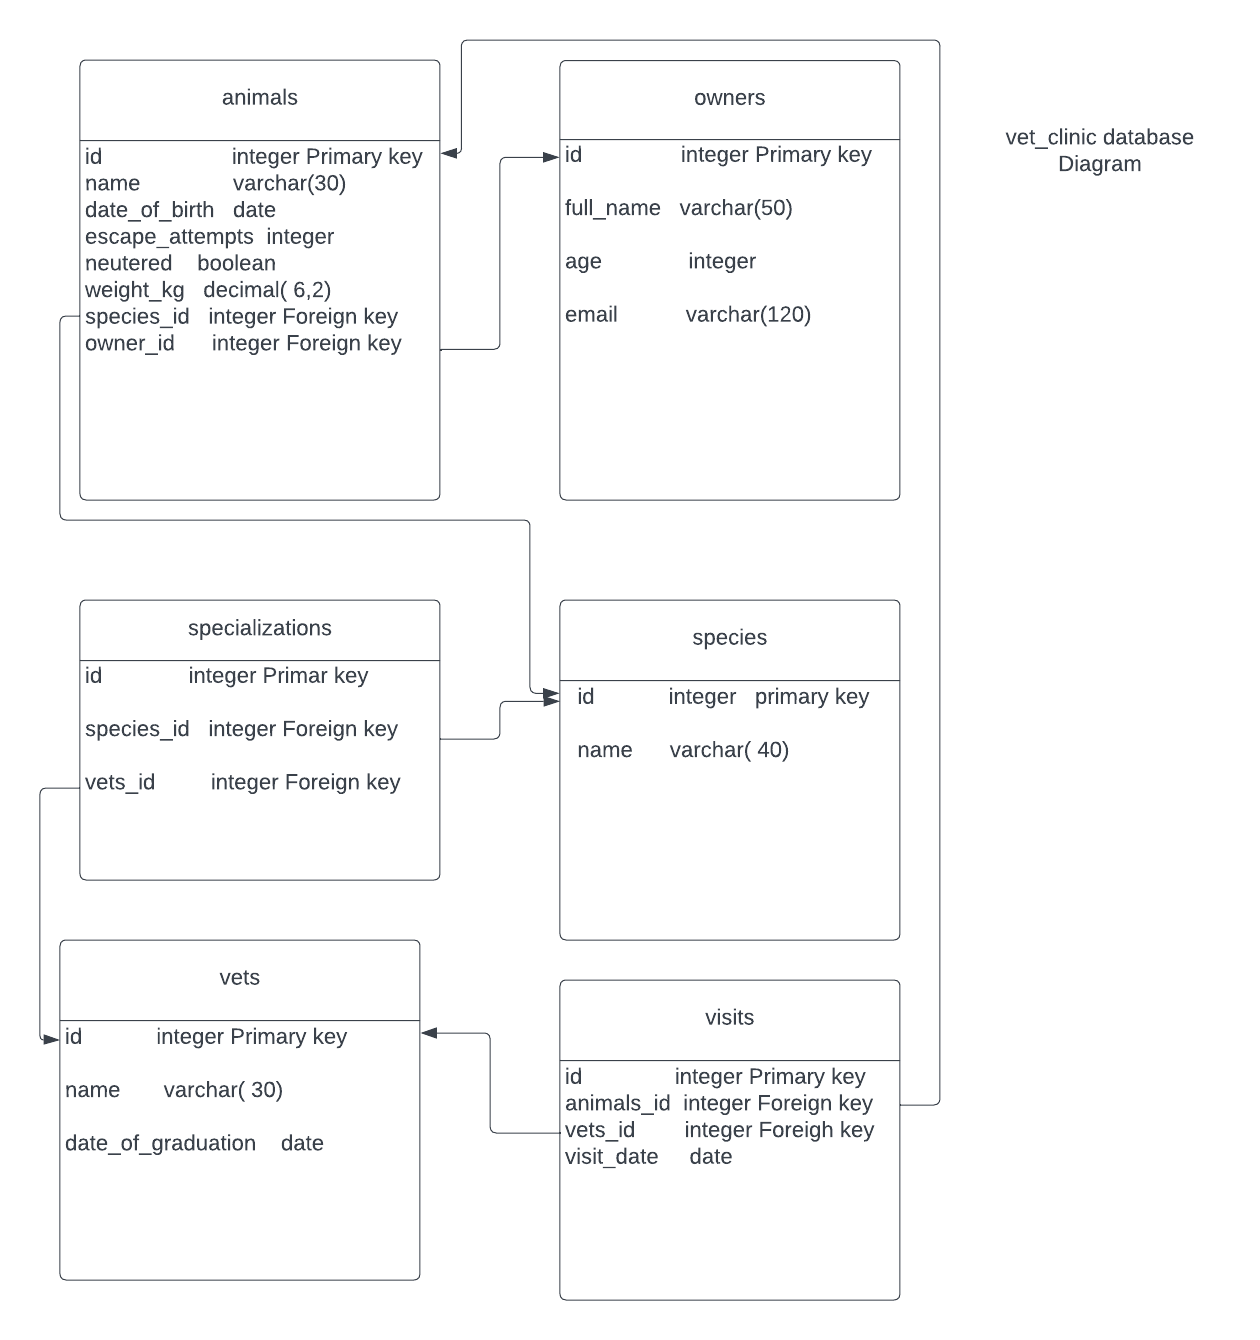 animals
id integer Primary key
name varchar(30)
date_of_birth date
escape_attempts integer
neutered boolean
weight_kg decimal( 6,2)
species_id integer Foreign key
owner_id integer Foreign key
owners
id integer Primary key
full_name varchar(50)
age integer
email varchar(120)
vet_clinic database
Diagram
specializations
id integer Primar key
species_id integer Foreign key
vets_id integer Foreign key
species
id integer primary key
name varchar( 40)
vets
id integer Primary key
name varchar( 30)
date_of_graduation date
visits
id integer Primary key
animals_id integer Foreign key
vets_id integer Foreigh key
visit_date date